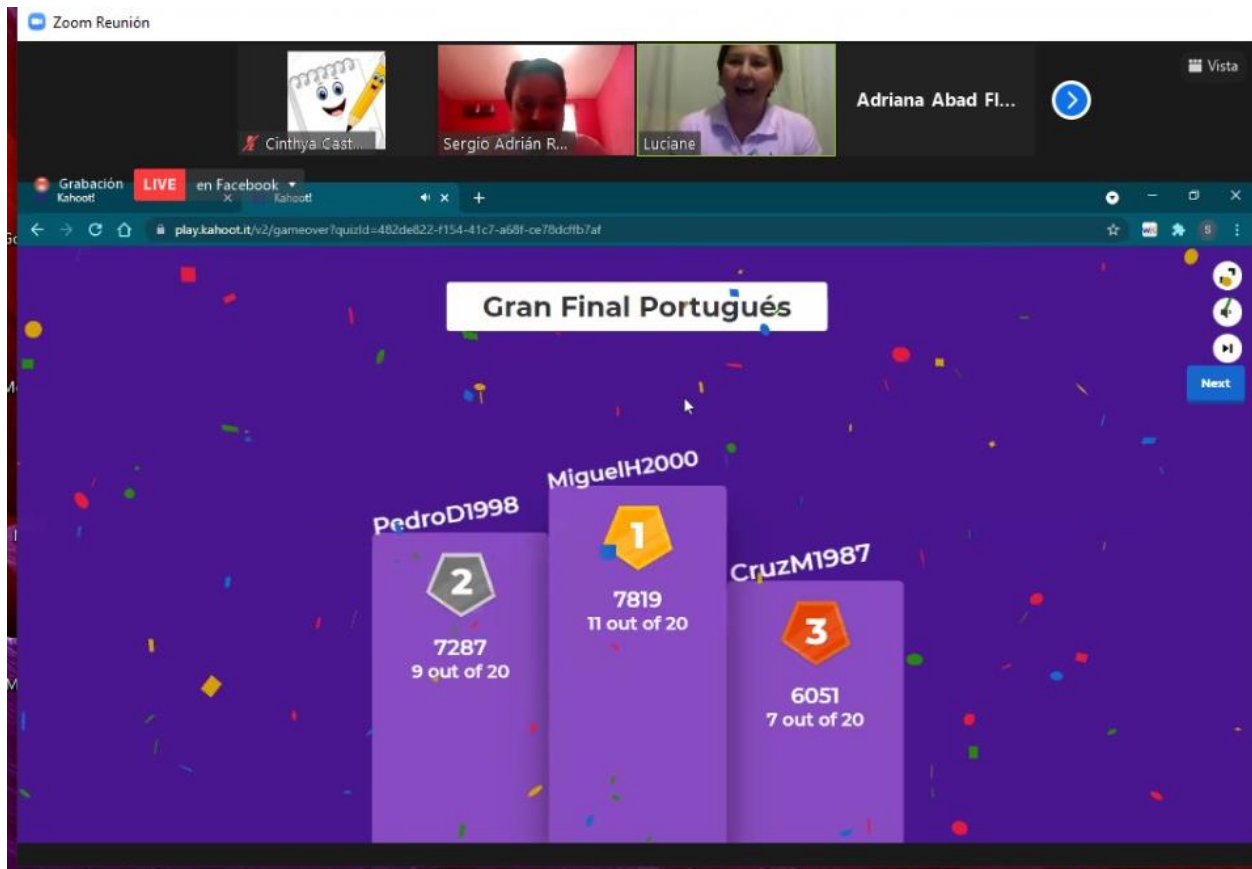 Zoom Reunión
Vista
Cinthya Cast...
Sergio Adrián R...
Luciane
Adriana Abad Fl...
Grabación
LIVE
en Facebook
Kahoot!
Kahoot!
play.kahoot.it/v2/gameover?quizId=482de822-f154-41c7-a68f-ce78dcffb7af
Gran Final Portugués
Next
MiguelH2000
PedroD1998
CruzM1987
1
7819
11 out of 20
2
7287
9 out of 20
3
6051
7 out of 20